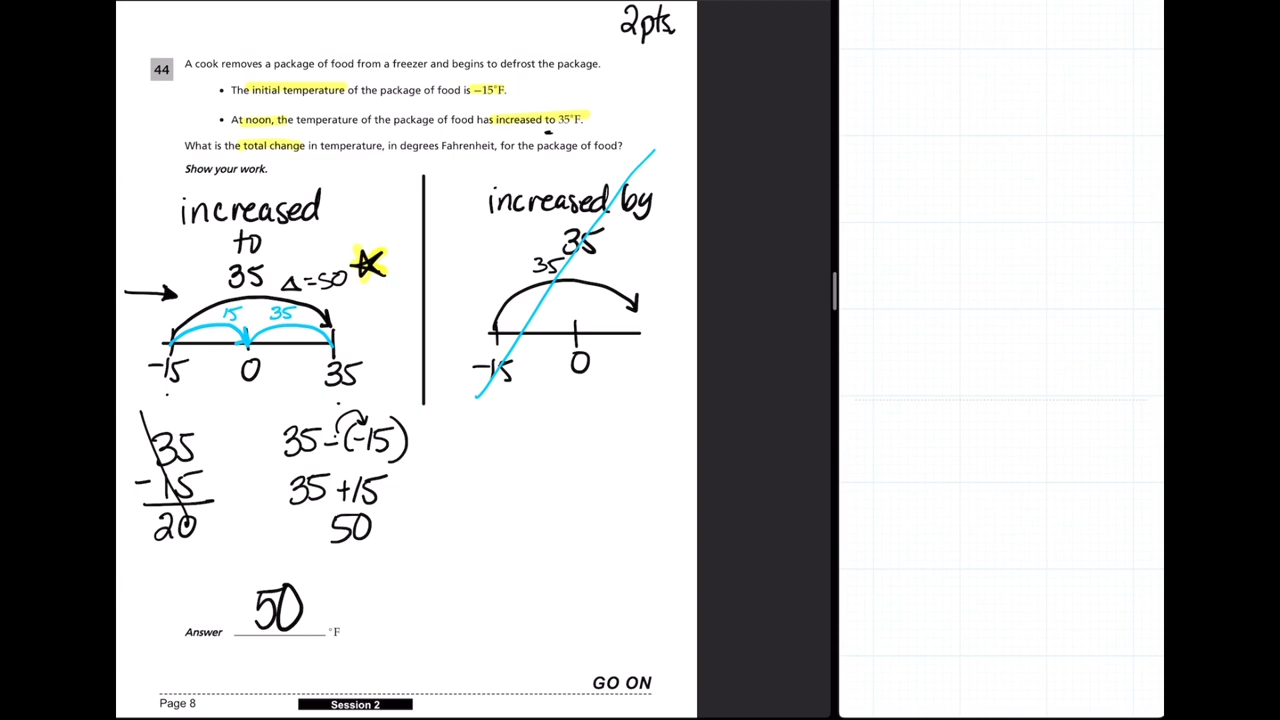 2pts.
44
A cook removes a package of food from a freezer and begins to defrost the package.
• The initial temperature of the package of food is −15°F.
• At noon, the temperature of the package of food has increased to 35°F.
What is the total change in temperature, in degrees Fahrenheit, for the package of food?
Show your work.
increased
to
35
Δ=50
15 35
-15 0 35
increased by
35
35
-15 0
35
-15
20
35-(-15)
35+15
50
Answer 50 °F
GO ON
Page 8 Session 2